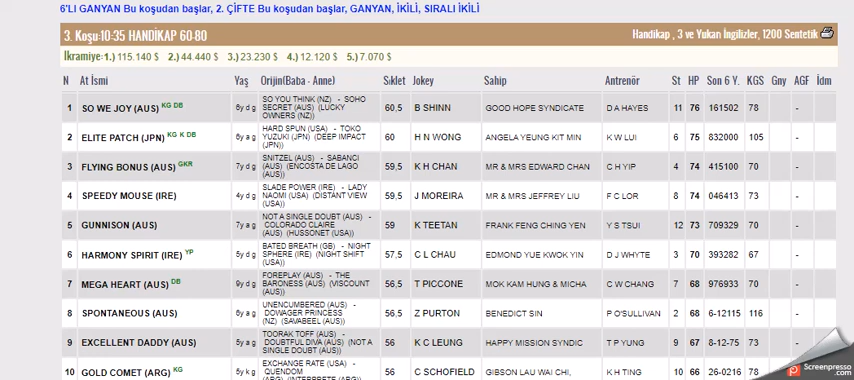 6'LI GANYAN Bu koşudan başlar, 2. ÇİFTE Bu koşudan başlar, GANYAN, İKİLİ, SIRALI İKİLİ
3. Koşu:10:35 HANDİKAP 60-80 Handikap , 3 ve Yukarı İngilizler, 1200 Sentetik
İkramiye:1.) 115.140 $ 2.) 44.440 $ 3.) 23.230 $ 4.) 12.120 $ 5.) 7.070 $
N At İsmi Yaş Orijin(Baba - Anne) Sıklet Jokey Sahip Antrenör St HP Son 6 Y. KGS Gny AGF İdm
1 SO WE JOY (AUS) KG DB 6y d g SO YOU THINK (NZ) - SOHO SECRET (AUS) (LUCKY OWNERS (NZ)) 60,5 B SHINN GOOD HOPE SYNDICATE D A HAYES 11 76 161502 78 -
2 ELITE PATCH (JPN) KG K DB 6y a g HARD SPUN (USA) - TOKO YUZUKI (JPN) (DEEP IMPACT (JPN)) 60 H N WONG ANGELA YEUNG KIT MIN K W LUI 6 75 832000 105 -
3 FLYING BONUS (AUS) GKR 7y d g SNITZEL (AUS) - SABANCI (AUS) (ENCOSTA DE LAGO (AUS)) 59,5 K H CHAN MR & MRS EDWARD CHAN C H YIP 4 74 415100 70 -
4 SPEEDY MOUSE (IRE) 4y d g SLADE POWER (IRE) - LADY NAOMI (USA) (DISTANT VIEW (USA)) 59,5 J MOREIRA MR & MRS JEFFREY LIU F C LOR 8 74 046413 73 -
5 GUNNISON (AUS) 7y a g NOT A SINGLE DOUBT (AUS) - COLORADO CLAIRE (AUS) (HUSSONET (USA)) 59 K TEETAN FRANK FENG CHING YEN Y S TSUI 12 73 709329 70 -
6 HARMONY SPIRIT (IRE) YP 5y d g BATED BREATH (GB) - NIGHT SPHERE (IRE) (NIGHT SHIFT (USA)) 57,5 C L CHAU EDMOND YUE KWOK YIN D J WHYTE 3 70 393282 67 -
7 MEGA HEART (AUS) DB 9y d g FOREPLAY (AUS) - THE BARONESS (AUS) (VISCOUNT (AUS)) 56,5 T PICCONE MOK KAM HUNG & MICHA C W CHANG 7 68 976933 70 -
8 SPONTANEOUS (AUS) 6y a g UNENCUMBERED (AUS) - DOWAGER PRINCESS (NZ) (SAVABEEL (AUS)) 56,5 Z PURTON BENEDICT SIN P O'SULLIVAN 2 68 6-12115 116 -
9 EXCELLENT DADDY (AUS) 5y a g TOORAK TOFF (AUS) - DOUBTFUL DIVA (AUS) (NOT A SINGLE DOUBT (AUS)) 56 K C LEUNG HAPPY MISSION SYNDIC T P YUNG 9 67 8-12-75 73 -
10 GOLD COMET (ARG) KG 5y a g EXCHANGE RATE (USA) - QUENDOM (ARG) (INTERPRETE (ARG)) 56 C SCHOFIELD GIBSON LAU WAI CHI, K H TING 10 66 26-0216 78 -
Screenpresso